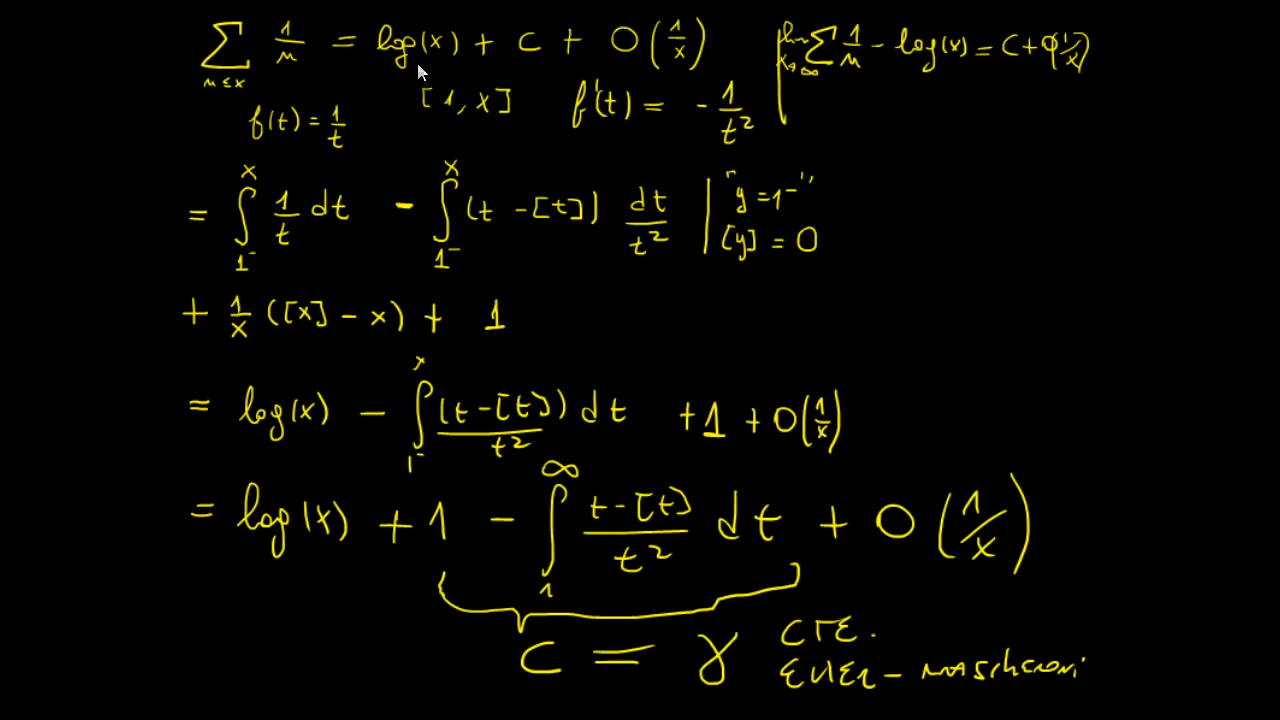 ∑_{n≤x} 1/n = log(x) + C + O(1/x) | lim_{x→∞} ∑ 1/n - log(x) = C + O(1/x)
f(t) = 1/t [1, x] f'(t) = - 1/t²
= ∫_{1⁻}^{x} 1/t dt - ∫_{1⁻}^{x} (t - [t]) dt/t² | "y = 1⁻"
[y] = 0
+ 1/x ([x] - x) + 1
= log(x) - ∫_{1⁻}^{x} (t - [t])/t² dt + 1 + O(1/x)
= log(x) + 1 - ∫_{1}^{∞} t - [t]/t² dt + O(1/x)
C = γ CTE.
EULER - MASCHERONI